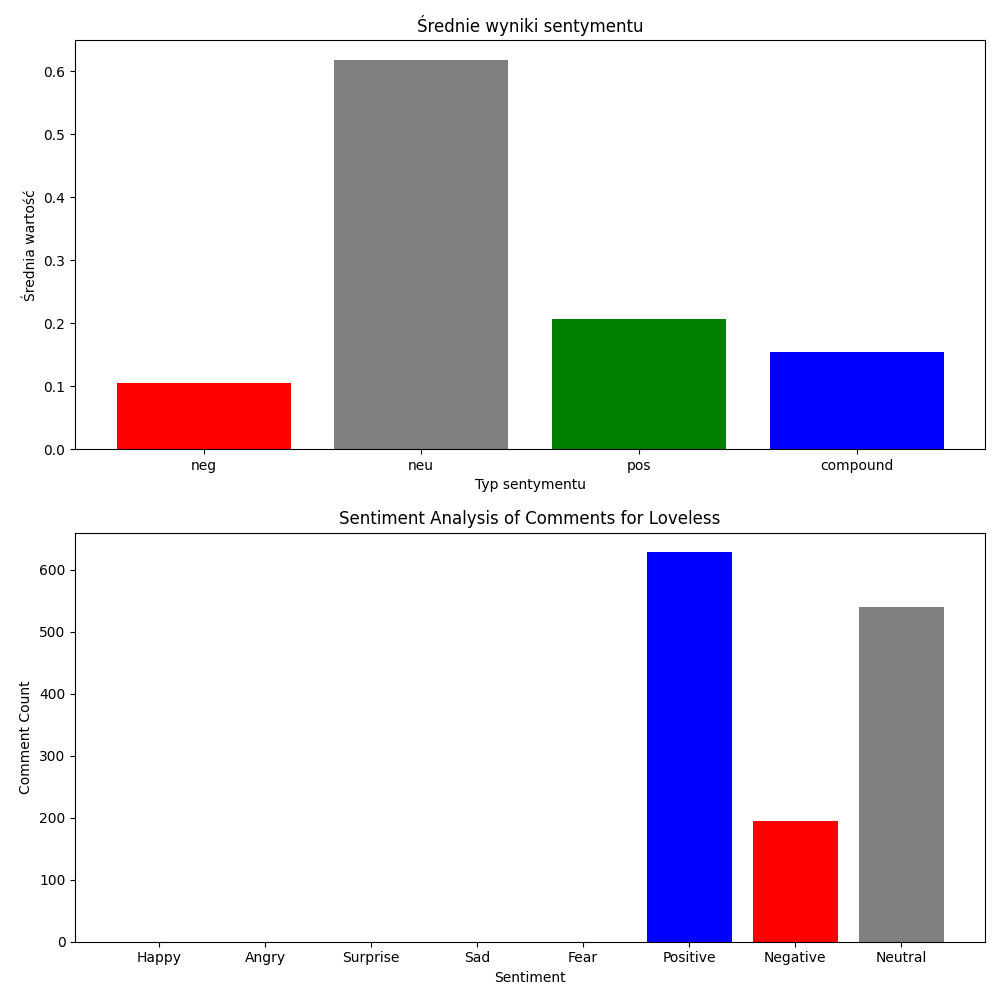 Średnie wyniki sentymentu
Średnia wartość
0.6
0.5
0.4
0.3
0.2
0.1
0.0
neg neu pos compound
Typ sentymentu
Sentiment Analysis of Comments for Loveless
Comment Count
600
500
400
300
200
100
0
Happy Angry Surprise Sad Fear Positive Negative Neutral
Sentiment